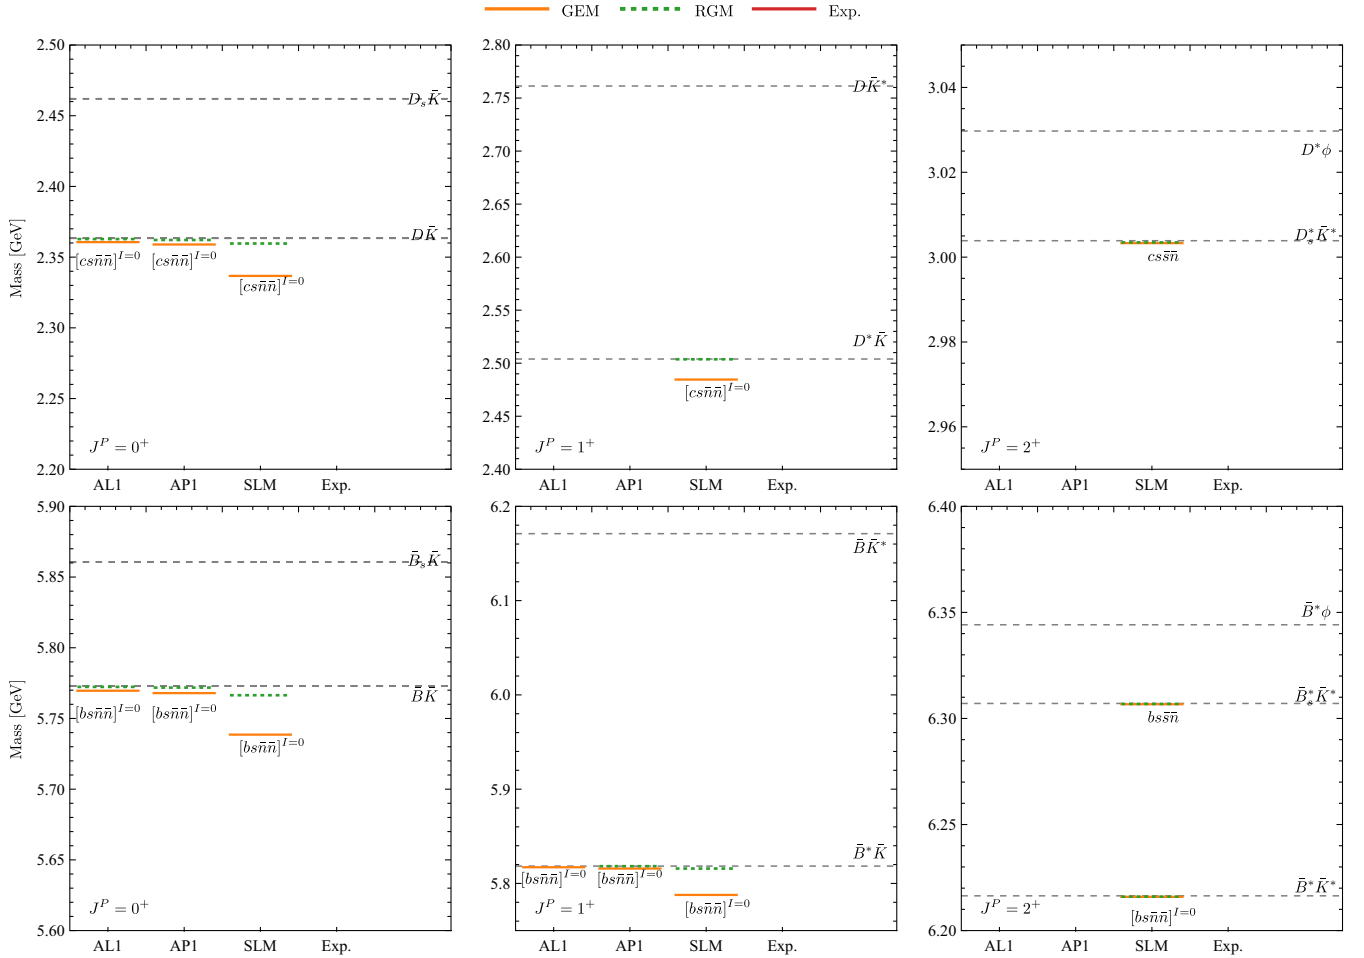 GEM RGM Exp.
2.50
2.45
2.40
2.35
2.30
2.25
2.20
Mass [GeV]
D_s K̄
D K̄
[csn̄n̄]^{I=0} [csn̄n̄]^{I=0} [csn̄n̄]^{I=0}
J^P = 0^+
AL1 AP1 SLM Exp.
2.80
2.75
2.70
2.65
2.60
2.55
2.50
2.45
2.40
D K̄^*
D^* K̄
[csn̄n̄]^{I=0}
J^P = 1^+
AL1 AP1 SLM Exp.
3.04
3.02
3.00
2.98
2.96
D^* ϕ
D_s^* K̄^*
css̄n̄
J^P = 2^+
AL1 AP1 SLM Exp.
5.90
5.85
5.80
5.75
5.70
5.65
5.60
Mass [GeV]
B̄_s K̄
B̄ K̄
[bsn̄n̄]^{I=0} [bsn̄n̄]^{I=0} [bsn̄n̄]^{I=0}
J^P = 0^+
AL1 AP1 SLM Exp.
6.2
6.1
6.0
5.9
5.8
B̄ K̄^*
B̄^* K̄
[bsn̄n̄]^{I=0} [bsn̄n̄]^{I=0} [bsn̄n̄]^{I=0}
J^P = 1^+
AL1 AP1 SLM Exp.
6.40
6.35
6.30
6.25
6.20
B̄^* ϕ
B̄_s^* K̄^*
bss̄n̄
B̄^* K̄^*
[bsn̄n̄]^{I=0}
J^P = 2^+
AL1 AP1 SLM Exp.